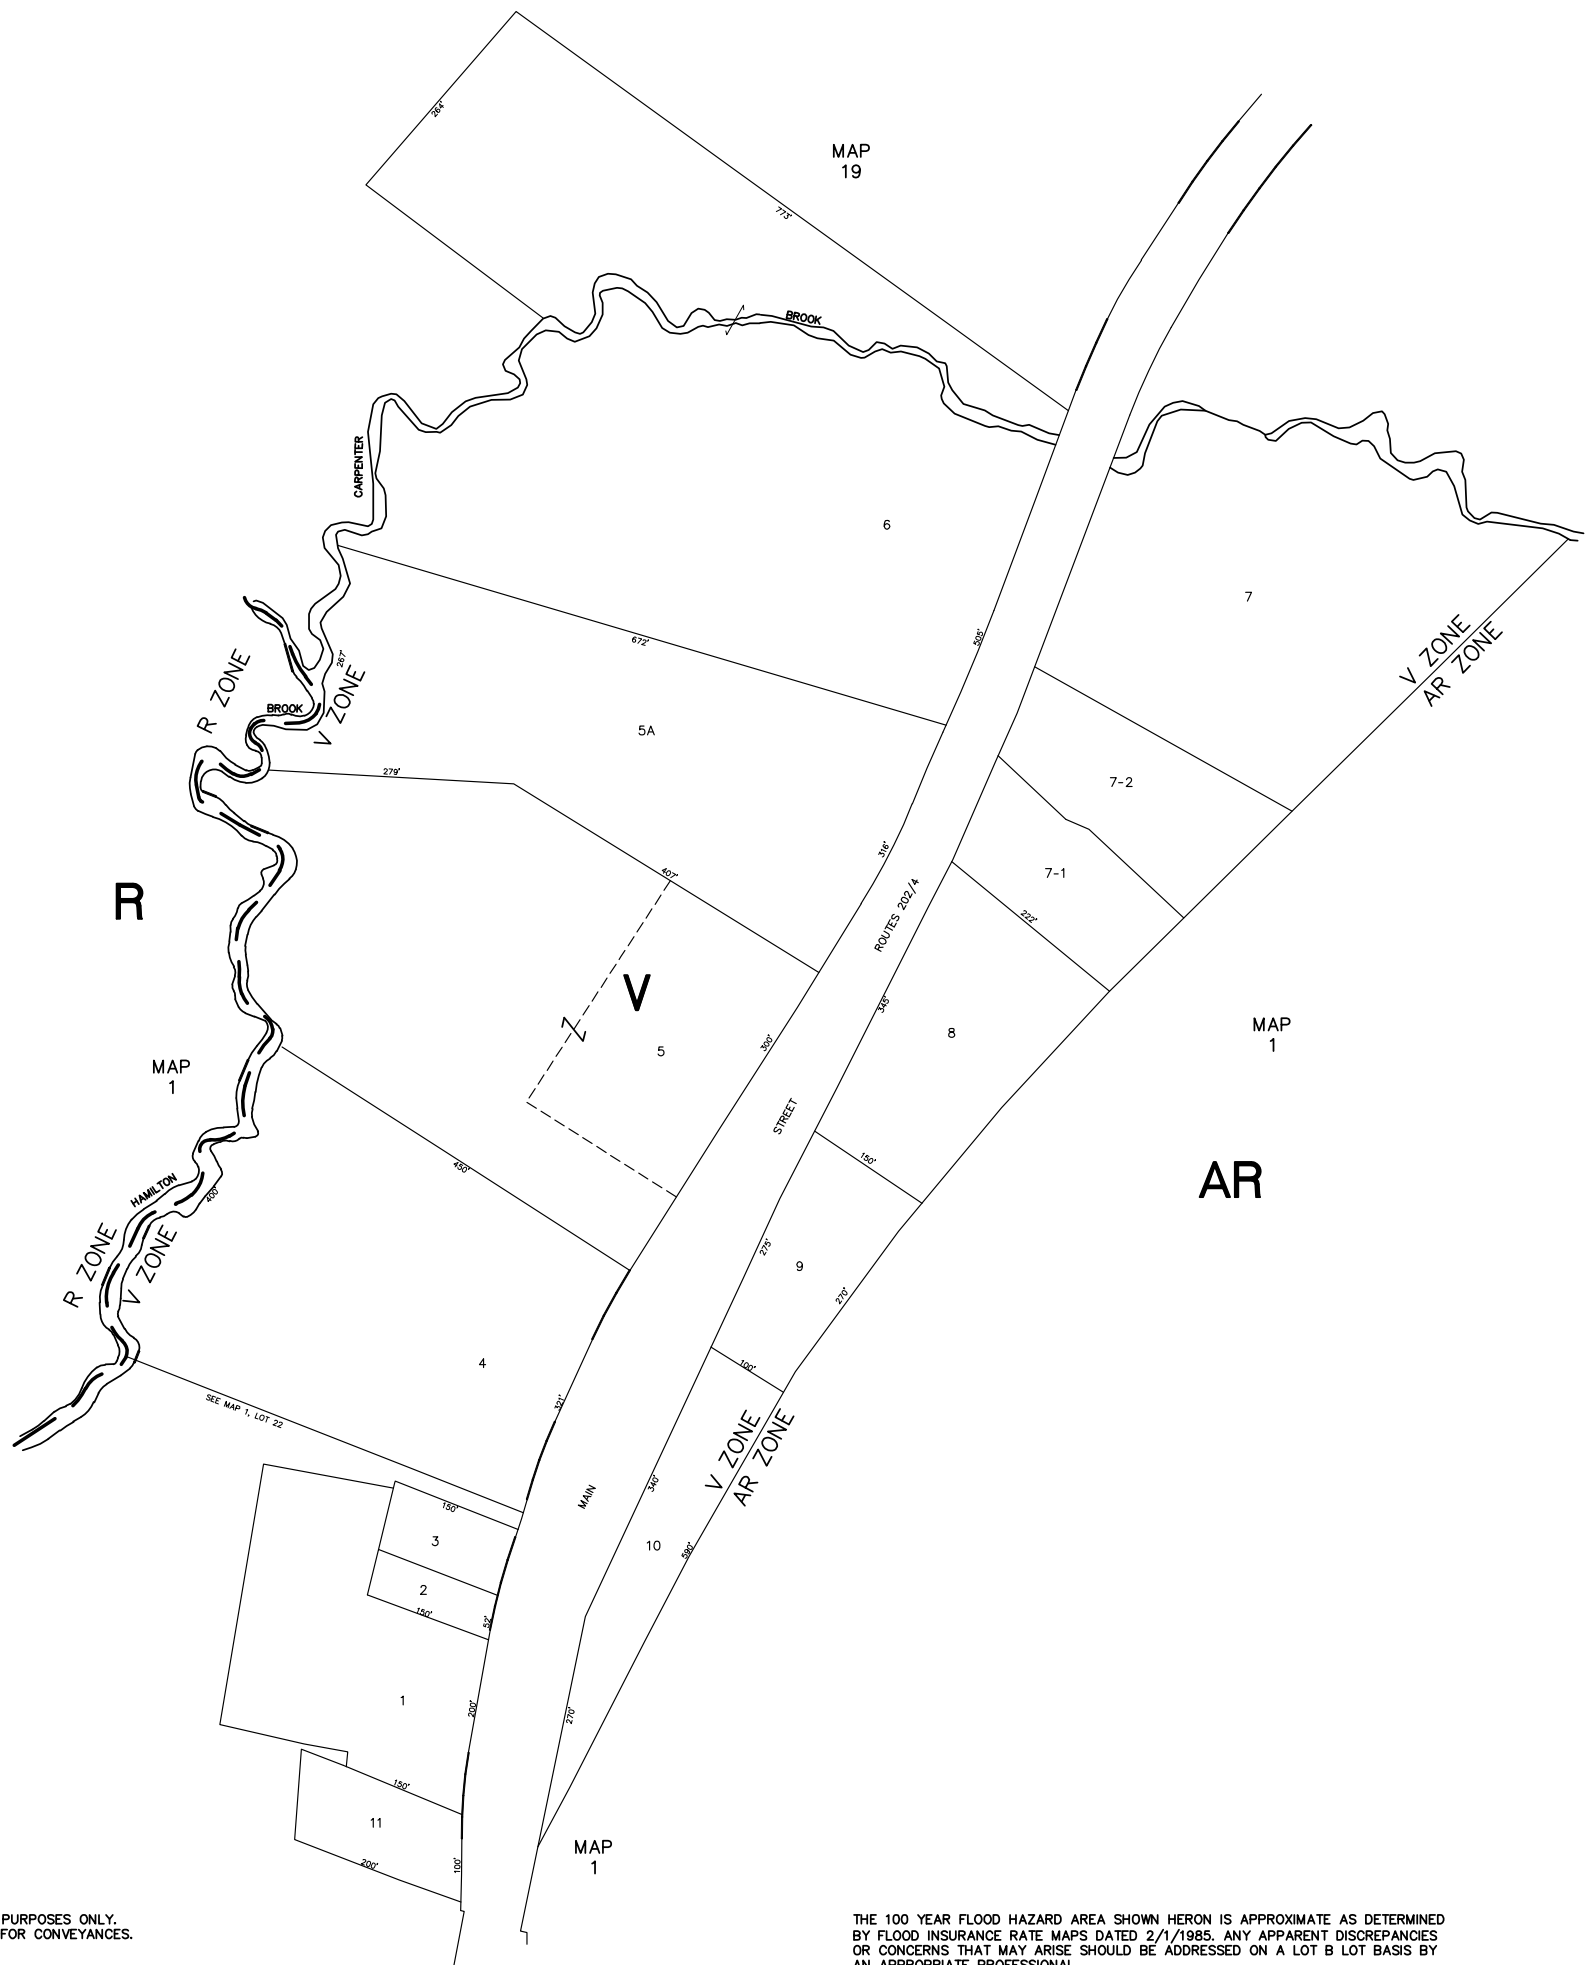 264'
MAP
19
773'
BROOK
CARPENTER
6
7
505'
672'
267'
R ZONE
V ZONE
BROOK
V ZONE
AR ZONE
5A
279'
7-2
316'
407'
7-1
ROUTES 202/4
222'
R
V
345'
300'
8
5
MAP
1
MAP
1
STREET
150'
450'
HAMILTON
400'
AR
R ZONE
V ZONE
275'
9
270'
4
100'
321'
SEE MAP 1, LOT 22
V ZONE
AR ZONE
340'
MAIN
150'
3
10
590'
2
150'
52'
1
200'
270'
150'
11
200'
100'
MAP
1
PURPOSES ONLY.
FOR CONVEYANCES.
THE 100 YEAR FLOOD HAZARD AREA SHOWN HERON IS APPROXIMATE AS DETERMINED
BY FLOOD INSURANCE RATE MAPS DATED 2/1/1985. ANY APPARENT DISCREPANCIES
OR CONCERNS THAT MAY ARISE SHOULD BE ADDRESSED ON A LOT B LOT BASIS BY
AN APPROPRIATE PROFESSIONAL